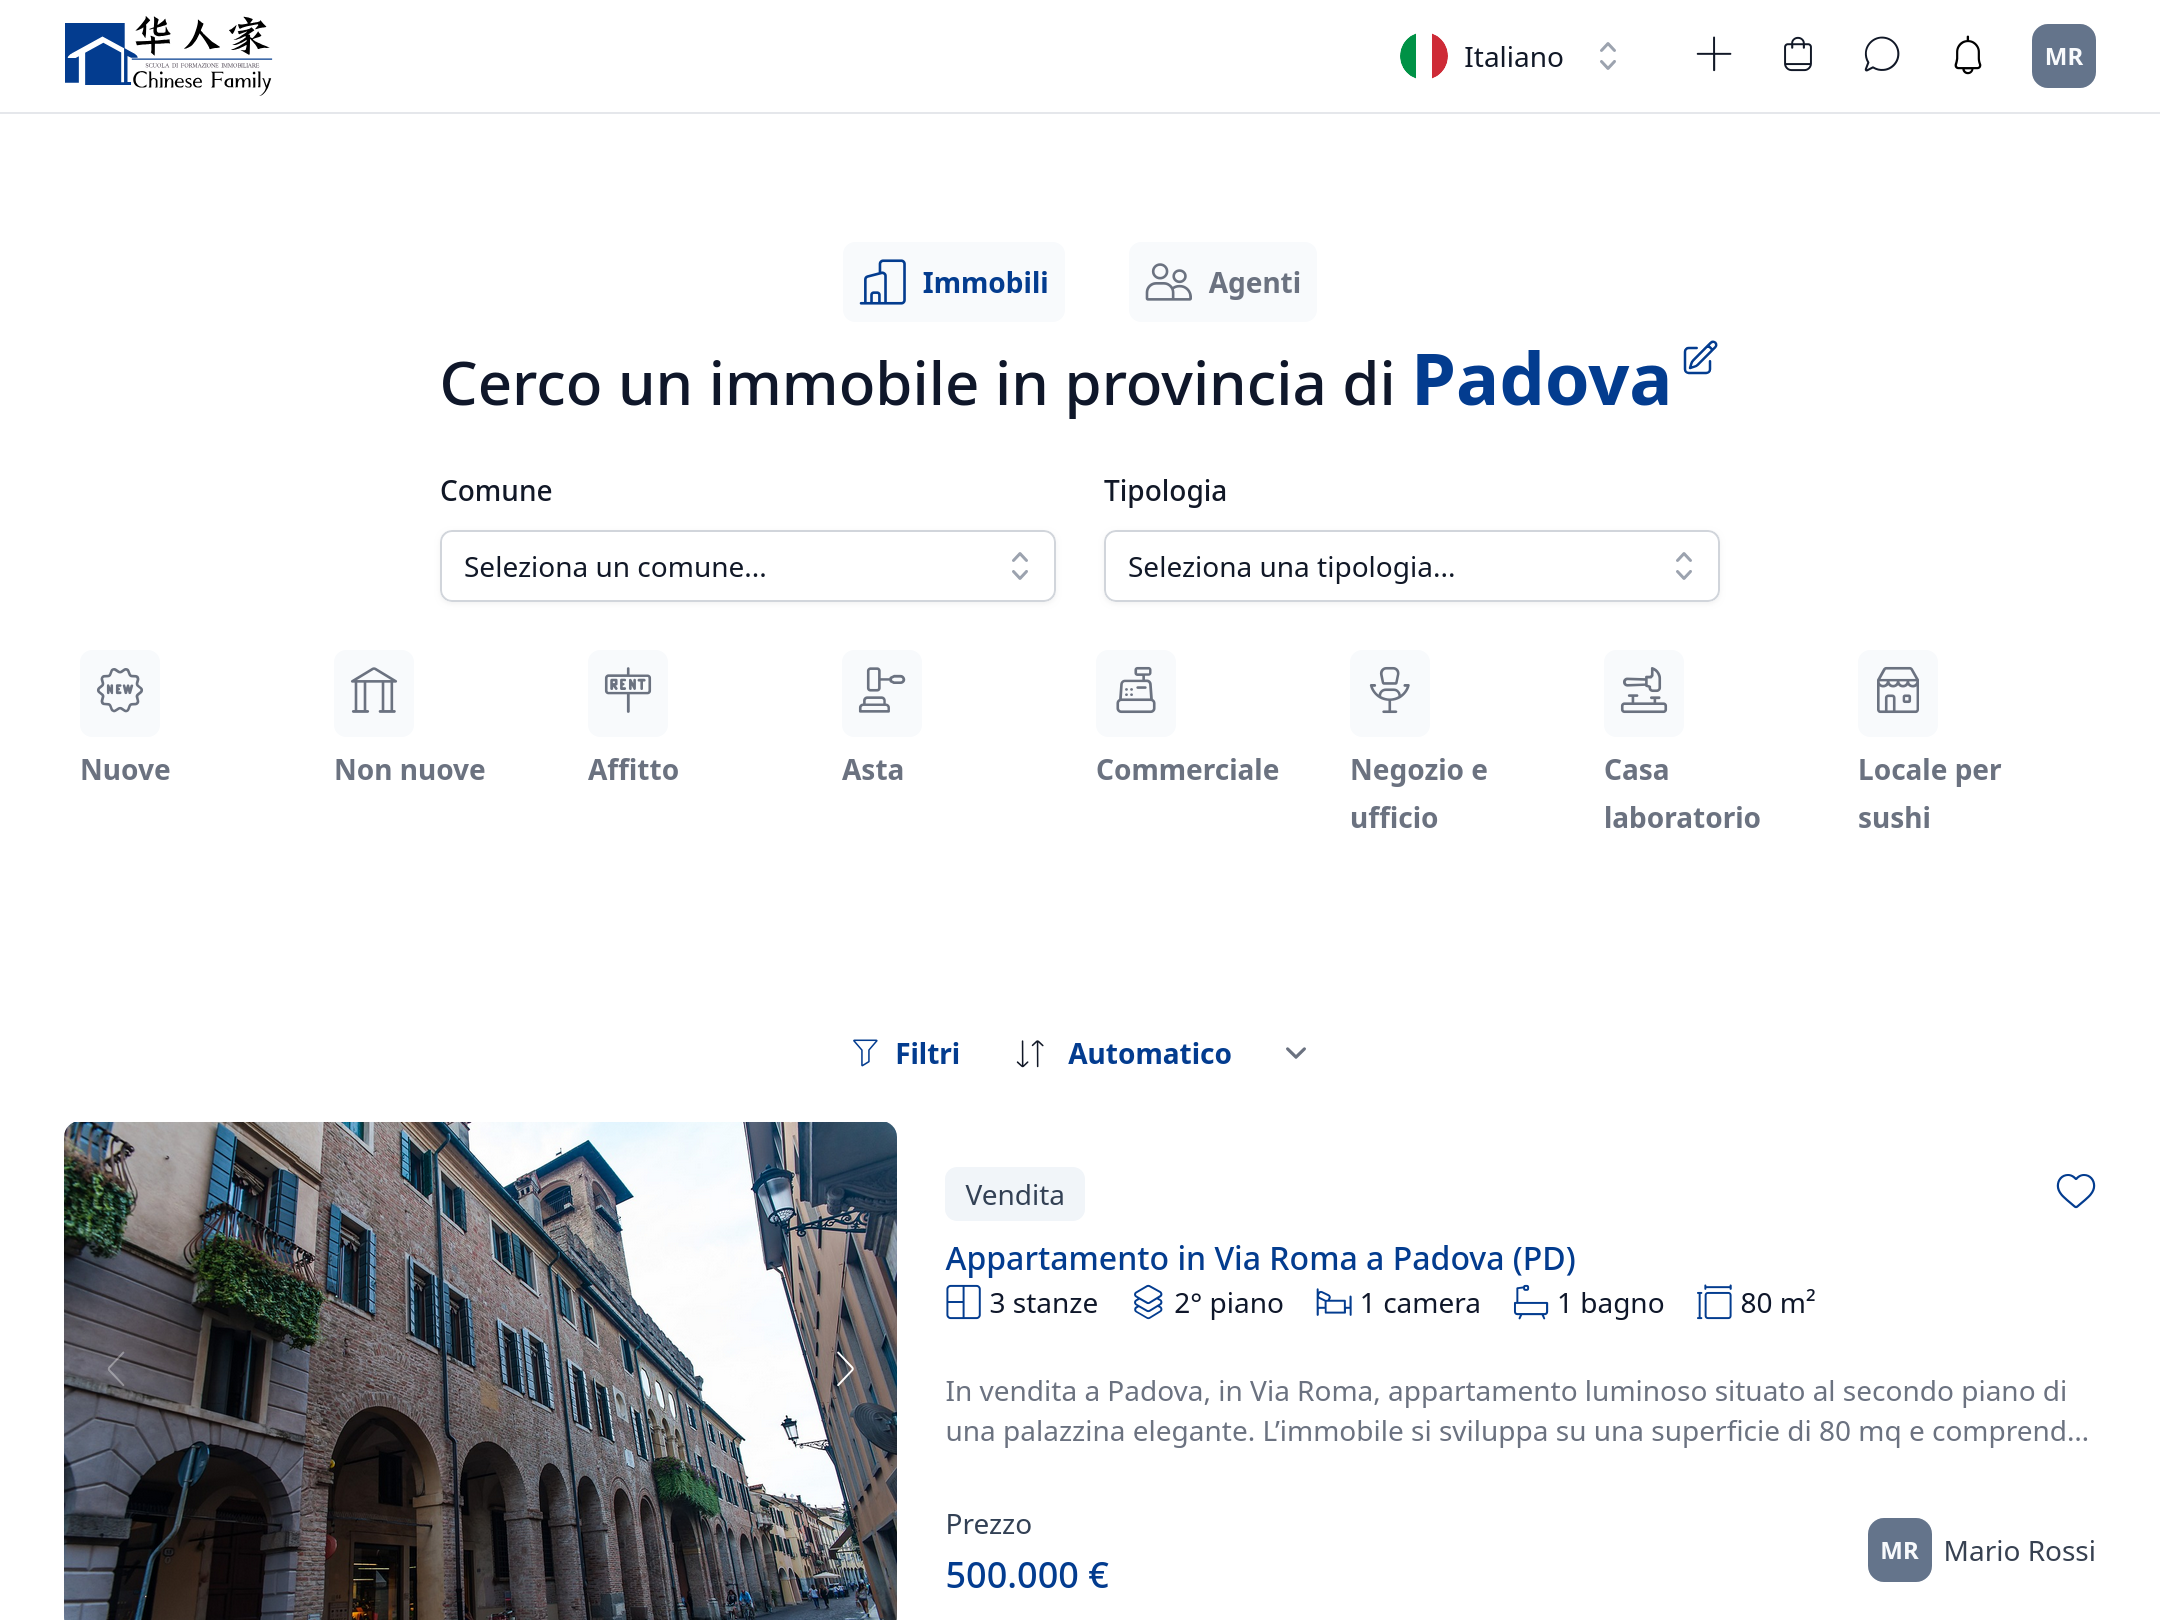 华人家
SCUOLA DI FORMAZIONE IMMOBILIARE
Chinese Family
Italiano
MR
Immobili
Agenti
Cerco un immobile in provincia di Padova
Comune
Tipologia
Seleziona un comune...
Seleziona una tipologia...
NEW
RENT
Nuove
Non nuove
Affitto
Asta
Commerciale
Negozio e
ufficio
Casa
laboratorio
Locale per
sushi
Filtri
Automatico
Vendita
Appartamento in Via Roma a Padova (PD)
3 stanze
2° piano
1 camera
1 bagno
80 m²
In vendita a Padova, in Via Roma, appartamento luminoso situato al secondo piano di
una palazzina elegante. L’immobile si sviluppa su una superficie di 80 mq e comprend...
Prezzo
500.000 €
MR
Mario Rossi